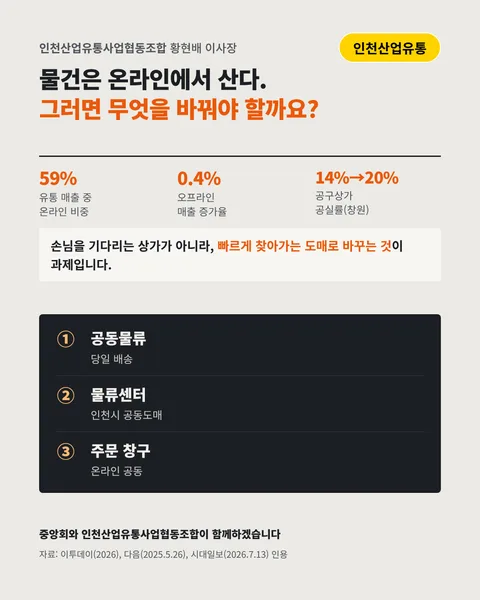 인천산업유통사업협동조합 황현배 이사장
인천산업유통
물건은 온라인에서 산다.
그러면 무엇을 바꿔야 할까요?
59%
유통 매출 중
온라인 비중
0.4%
오프라인
매출 증가율
14%→20%
공구상가
공실률(창원)
손님을 기다리는 상가가 아니라, 빠르게 찾아가는 도매로 바꾸는 것이
과제입니다.
① 공동물류
당일 배송
② 물류센터
인천시 공동도매
③ 주문 창구
온라인 공동
중앙회와 인천산업유통사업협동조합이 함께하겠습니다
자료: 이투데이(2026), 다음(2025.5.26), 시대일보(2026.7.13) 인용